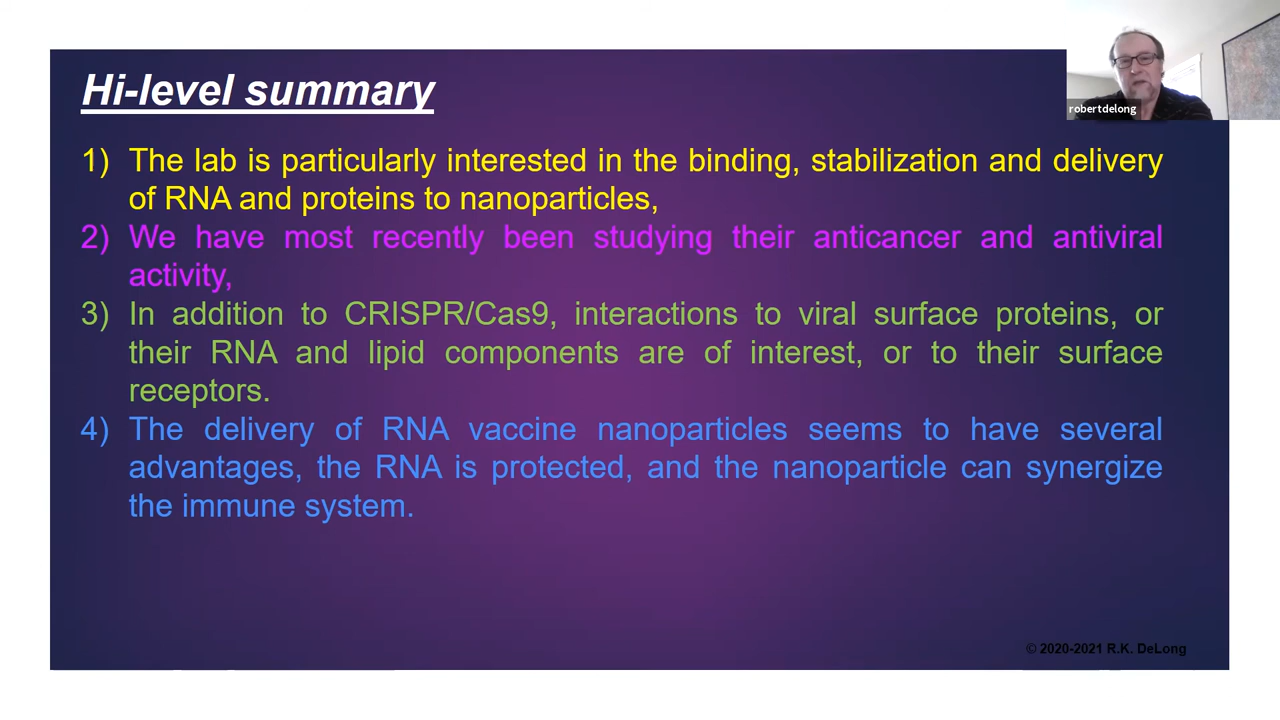 Hi-level summary
robertdelong
1) The lab is particularly interested in the binding, stabilization and delivery
of RNA and proteins to nanoparticles,
2) We have most recently been studying their anticancer and antiviral
activity,
3) In addition to CRISPR/Cas9, interactions to viral surface proteins, or
their RNA and lipid components are of interest, or to their surface
receptors.
4) The delivery of RNA vaccine nanoparticles seems to have several
advantages, the RNA is protected, and the nanoparticle can synergize
the immune system.
© 2020-2021 R.K. DeLong